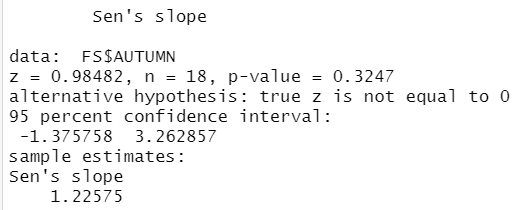 Sen's slope
data: FS$AUTUMN
z = 0.98482, n = 18, p-value = 0.3247
alternative hypothesis: true z is not equal to 0
95 percent confidence interval:
-1.375758 3.262857
sample estimates:
Sen's slope
1.22575